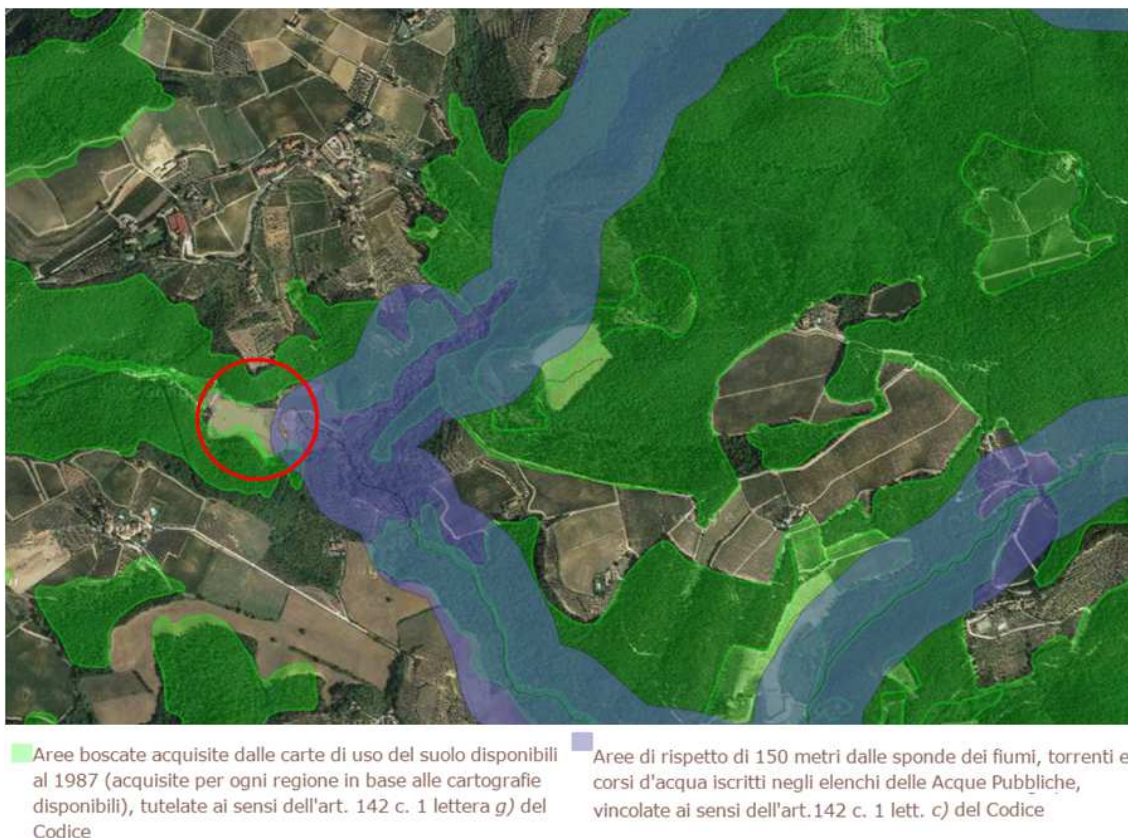 Aree boscate acquisite dalle carte di uso del suolo disponibili
al 1987 (acquisite per ogni regione in base alle cartografie
disponibili), tutelate ai sensi dell'art. 142 c. 1 lettera g) del
Codice
Aree di rispetto di 150 metri dalle sponde dei fiumi, torrenti e
corsi d'acqua iscritti negli elenchi delle Acque Pubbliche,
vincolate ai sensi dell'art.142 c. 1 lett. c) del Codice